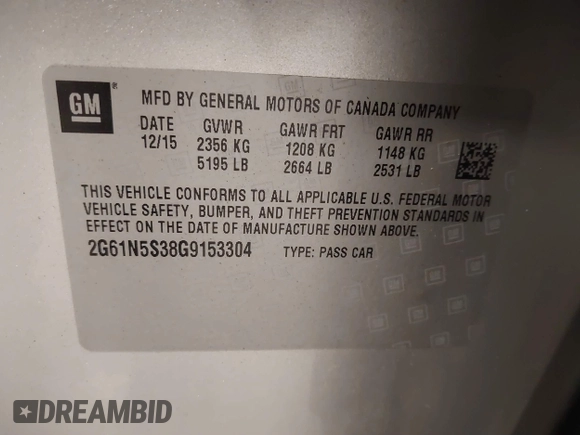 GM ®
MFD BY GENERAL MOTORS OF CANADA COMPANY
DATE GVWR GAWR FRT GAWR RR
12/15 2356 KG 1208 KG 1148 KG
5195 LB 2664 LB 2531 LB
THIS VEHICLE CONFORMS TO ALL APPLICABLE U.S. FEDERAL MOTOR
VEHICLE SAFETY, BUMPER, AND THEFT PREVENTION STANDARDS IN
EFFECT ON THE DATE OF MANUFACTURE SHOWN ABOVE.
2G61N5S38G9153304 TYPE: PASS CAR
DREAMBID